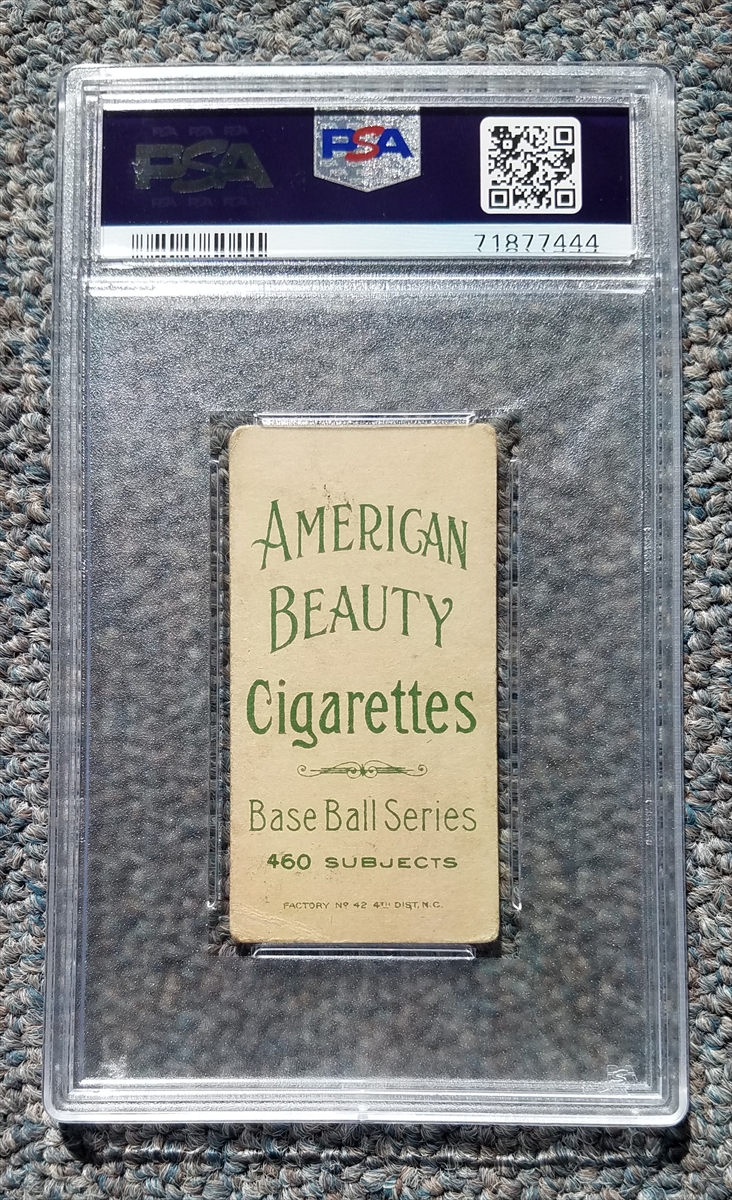 PSA
PSA
71877444
AMERICAN
BEAUTY
Cigarettes
Base Ball Series
460 SUBJECTS
FACTORY Nº 42 4TH DIST, N.C.